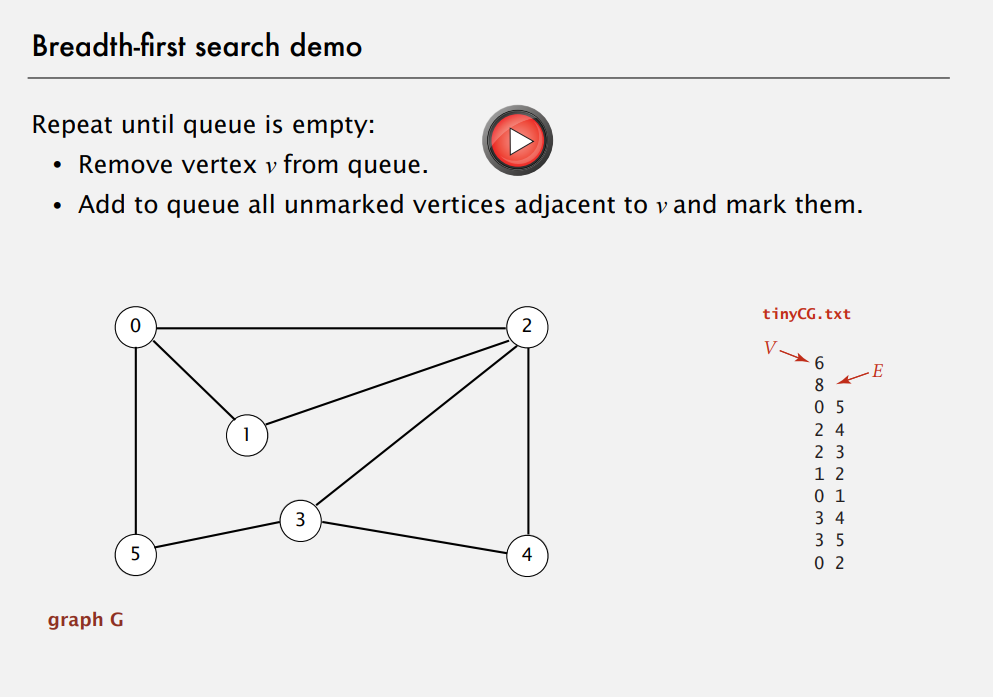 Breadth-first search demo
Repeat until queue is empty:
• Remove vertex v from queue.
• Add to queue all unmarked vertices adjacent to v and mark them.
0
2
1
3
5
4
graph G
tinyCG.txt
V
6
E
8
0 5
2 4
2 3
1 2
0 1
3 4
3 5
0 2